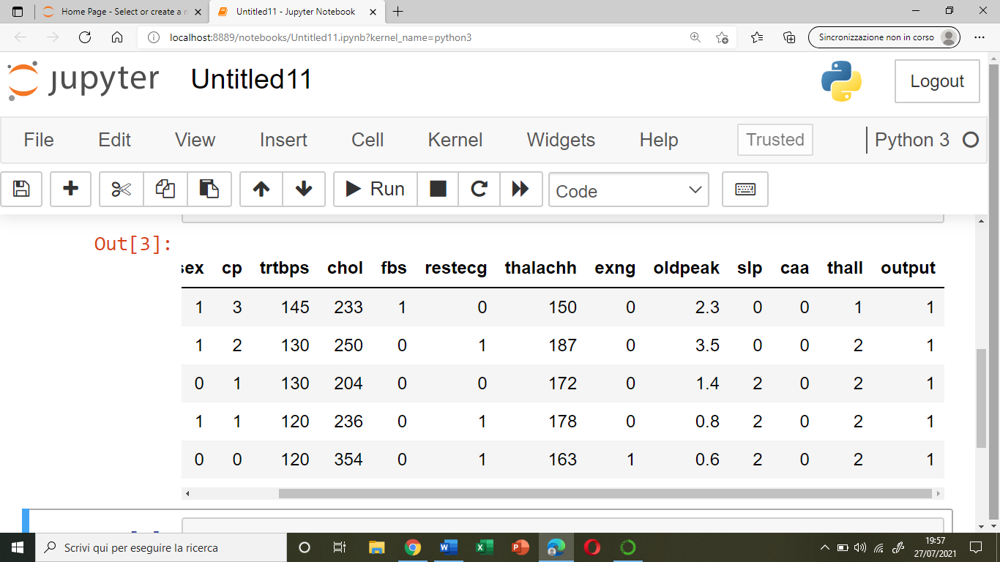 Home Page - Select or create a n
Untitled11 - Jupyter Notebook
localhost:8889/notebooks/Untitled11.ipynb?kernel_name=python3
Sincronizzazione non in corso
jupyter Untitled11
Logout
File Edit View Insert Cell Kernel Widgets Help Trusted Python 3
Run Code
Out[3]:
sex cp trtbps chol fbs restecg thalachh exng oldpeak slp caa thall output
1 3 145 233 1 0 150 0 2.3 0 0 1 1
1 2 130 250 0 1 187 0 3.5 0 0 2 1
0 1 130 204 0 0 172 0 1.4 2 0 2 1
1 1 120 236 0 1 178 0 0.8 2 0 2 1
0 0 120 354 0 1 163 1 0.6 2 0 2 1
Scrivi qui per eseguire la ricerca
19:57
27/07/2021